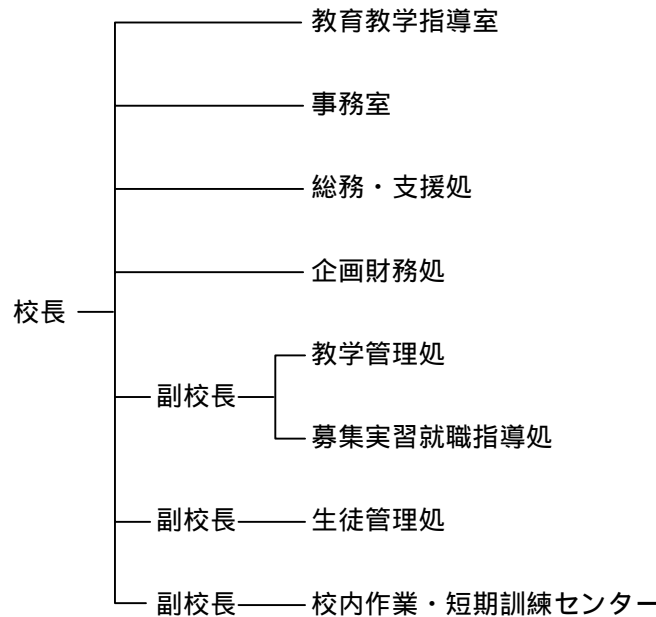 教育教学指導室
事務室
総務・支援処
企画財務処
校長
教学管理処
副校長
募集実習就職指導処
副校長
生徒管理処
副校長
校内作業・短期訓練センター